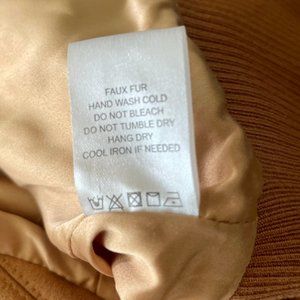 FAUX FUR
HAND WASH COLD
DO NOT BLEACH
DO NOT TUMBLE DRY
HANG DRY
COOL IRON IF NEEDED